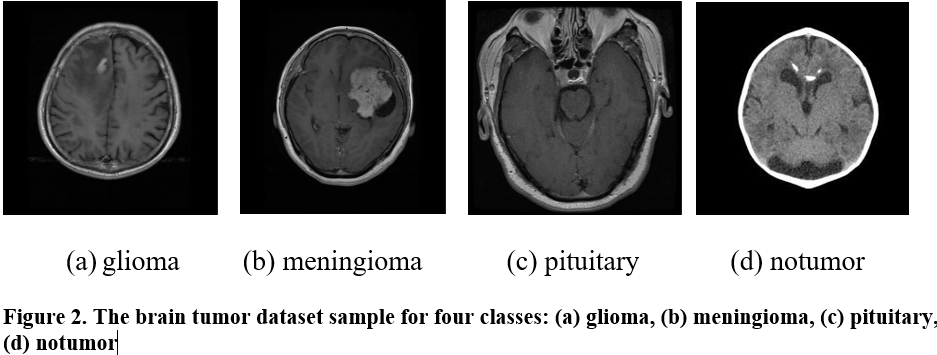 (a) glioma (b) meningioma (c) pituitary (d) notumor
Figure 2. The brain tumor dataset sample for four classes: (a) glioma, (b) meningioma, (c) pituitary,
(d) notumor